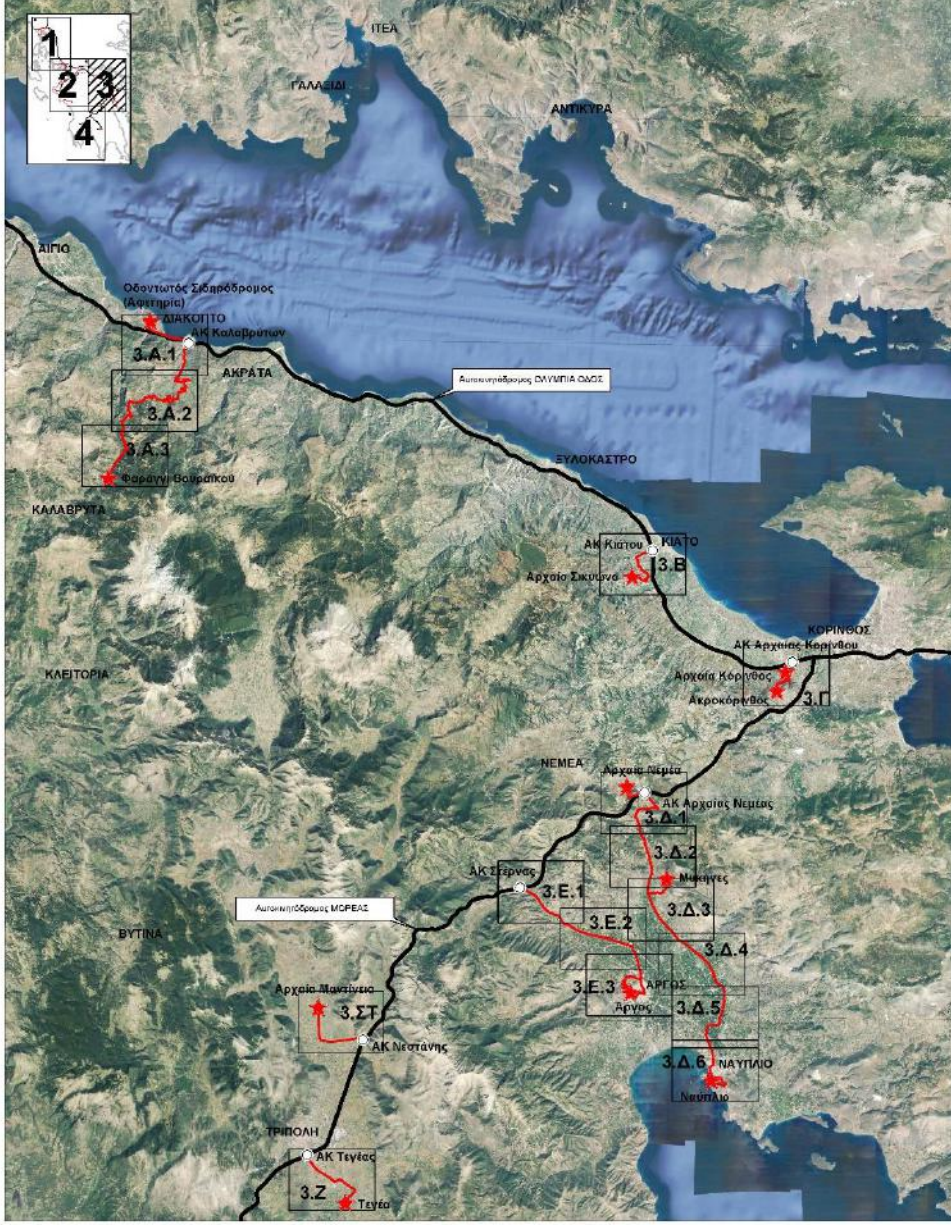 1
2
3
4
ΙΤΕΑ
ΓΑΛΑΞΙΔΙ
ΑΝΤΙΚΥΡΑ
ΑΙΓΙΟ
Οδοντωτός Σιδηρόδρομος
(Αφετηρία)
ΔΙΑΚΟΠΤΟ
ΑΚ Καλαβρύτων
3.Α.1
ΑΚΡΑΤΑ
Αυτοκινητόδρομος ΟΛΥΜΠΙΑ ΟΔΟΣ
3.Α.2
3.Α.3
Φαράγγι Βουραϊκού
ΚΑΛΑΒΡΥΤΑ
ΞΥΛΟΚΑΣΤΡΟ
ΑΚ Κιάτου
ΚΙΑΤΟ
3.Β
Αρχαία Σικυώνα
ΚΟΡΙΝΘΟΣ
ΑΚ Αρχαίας Κορίνθου
Αρχαία Κόρινθος
Ακροκόρινθος
3.Γ
ΚΛΕΙΤΟΡΙΑ
ΝΕΜΕΑ
Αρχαία Νεμέα
ΑΚ Αρχαίας Νεμέας
3.Δ.1
3.Δ.2
ΑΚ Στέρνας
3.Ε.1
Μυκήνες
3.Δ.3
Αυτοκινητόδρομος ΜΟΡΕΑΣ
3.Ε.2
ΒΥΤΙΝΑ
3.Δ.4
3.Ε.3
ΑΡΓΟΣ
Άργος
Αρχαία Μαντίνεια
3.ΣΤ
3.Δ.5
ΑΚ Νεστάνης
3.Δ.6
ΝΑΥΠΛΙΟ
Ναύπλιο
ΤΡΙΠΟΛΗ
ΑΚ Τεγέας
3.Ζ
Τεγέα